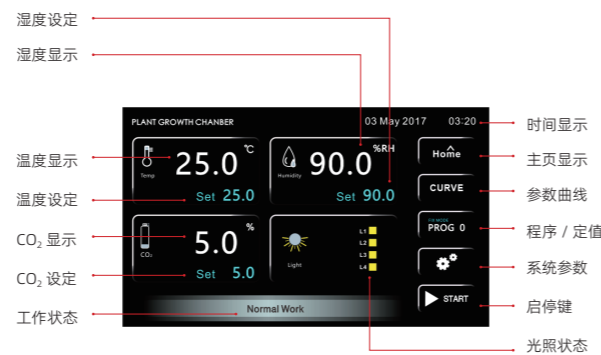 湿度设定
湿度显示
PLANT GROWTH CHANBER
03 May 2017 03:20
时间显示
温度显示
Temp
25.0 ℃
Humidity
90.0 %RH
Home
主页显示
温度设定
Set 25.0
Set 90.0
CURVE
参数曲线
CO₂ 显示
CO₂
5.0 %
L1
L2
L3
L4
Light
PROG 0
程序 / 定值
CO₂ 设定
Set 5.0
系统参数
工作状态
Normal Work
START
启停键
光照状态